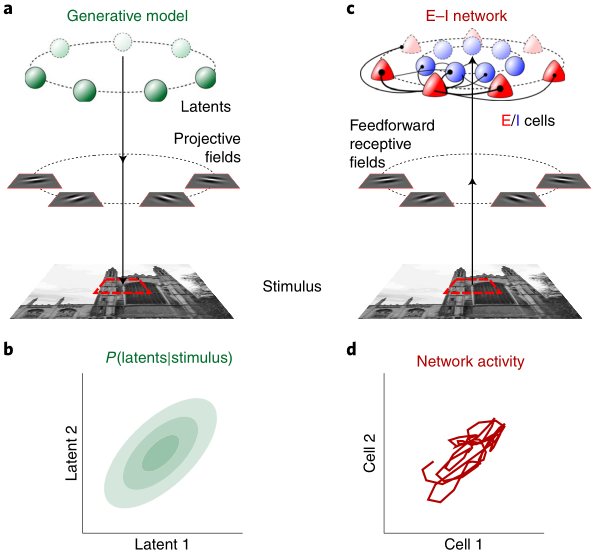 a
Generative model
Latents
Projective
fields
Stimulus
b
P(latents|stimulus)
Latent 2
Latent 1
c
E–I network
E/I cells
Feedforward
receptive
fields
d
Network activity
Cell 2
Cell 1